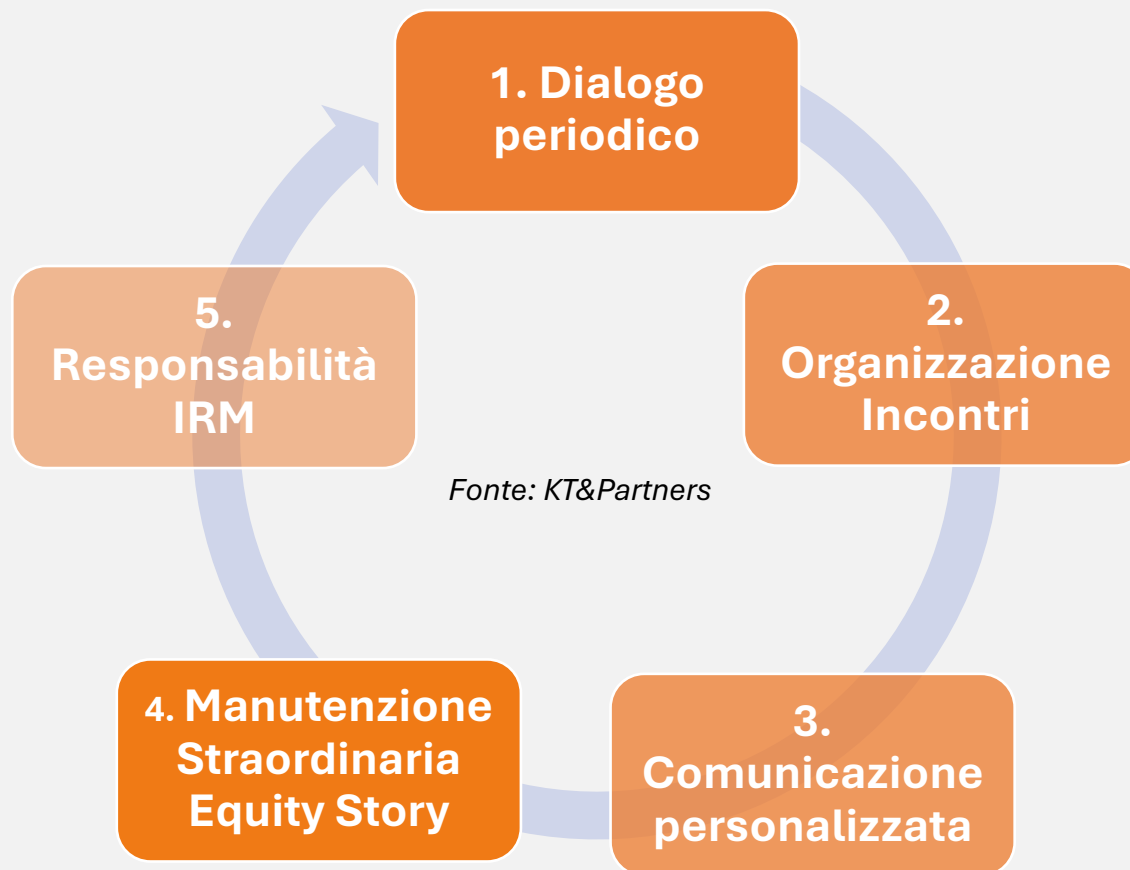 1. Dialogo
periodico
2.
Organizzazione
Incontri
3.
Comunicazione
personalizzata
4. Manutenzione
Straordinaria
Equity Story
5.
Responsabilità
IRM
Fonte: KT&Partners